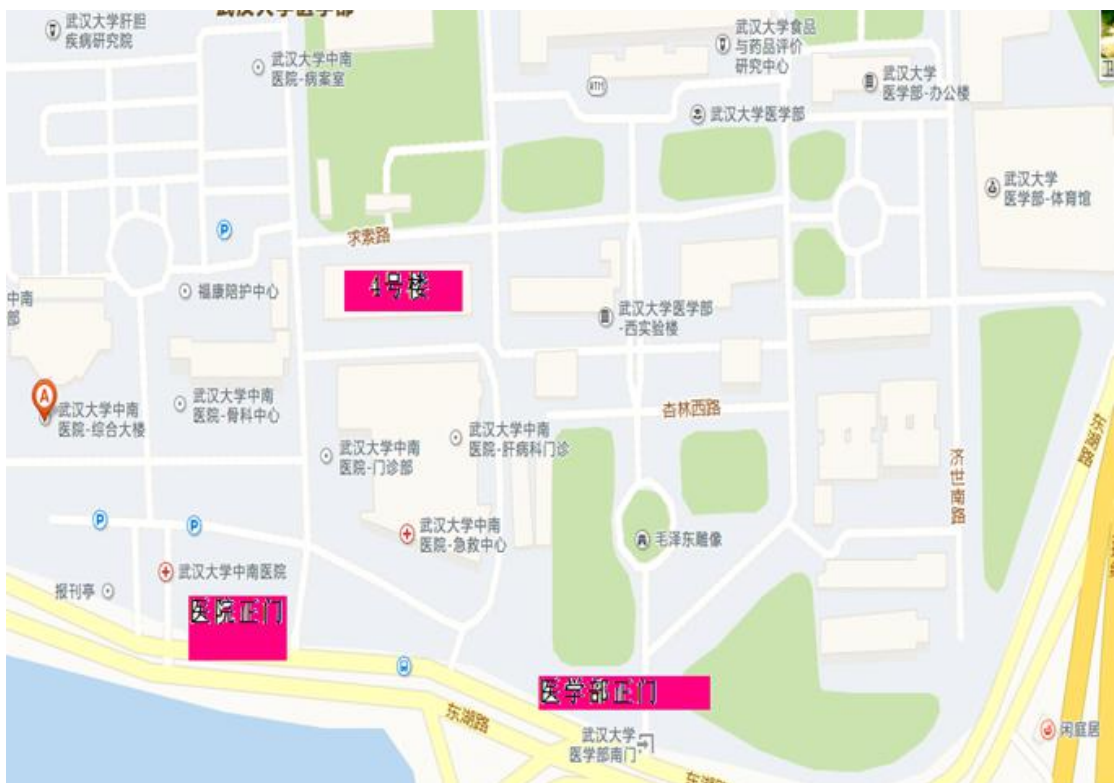 武汉大学医学部
武汉大学肝胆
疾病研究院
武汉大学中南
医院-病案室
武汉大学食品
与药品评价
研究中心
ATM
武汉大学
医学部-办公楼
卫
武汉大学医学部
武汉大学
医学部-体育馆
P
求索路
4号楼
中南
部
福康陪护中心
武汉大学医学部
-西实验楼
A
武汉大学中南
医院-综合大楼
武汉大学中南
医院-骨科中心
杏林西路
东湖路
武汉大学中南
医院-门诊部
武汉大学中南
医院-肝病科门诊
济世南路
P
P
武汉大学中南
医院-急救中心
毛泽东雕像
武汉大学中南医院
报刊亭
医院正门
医学部正门
东湖路
武汉大学
医学部南门
闲庭居
东湖路